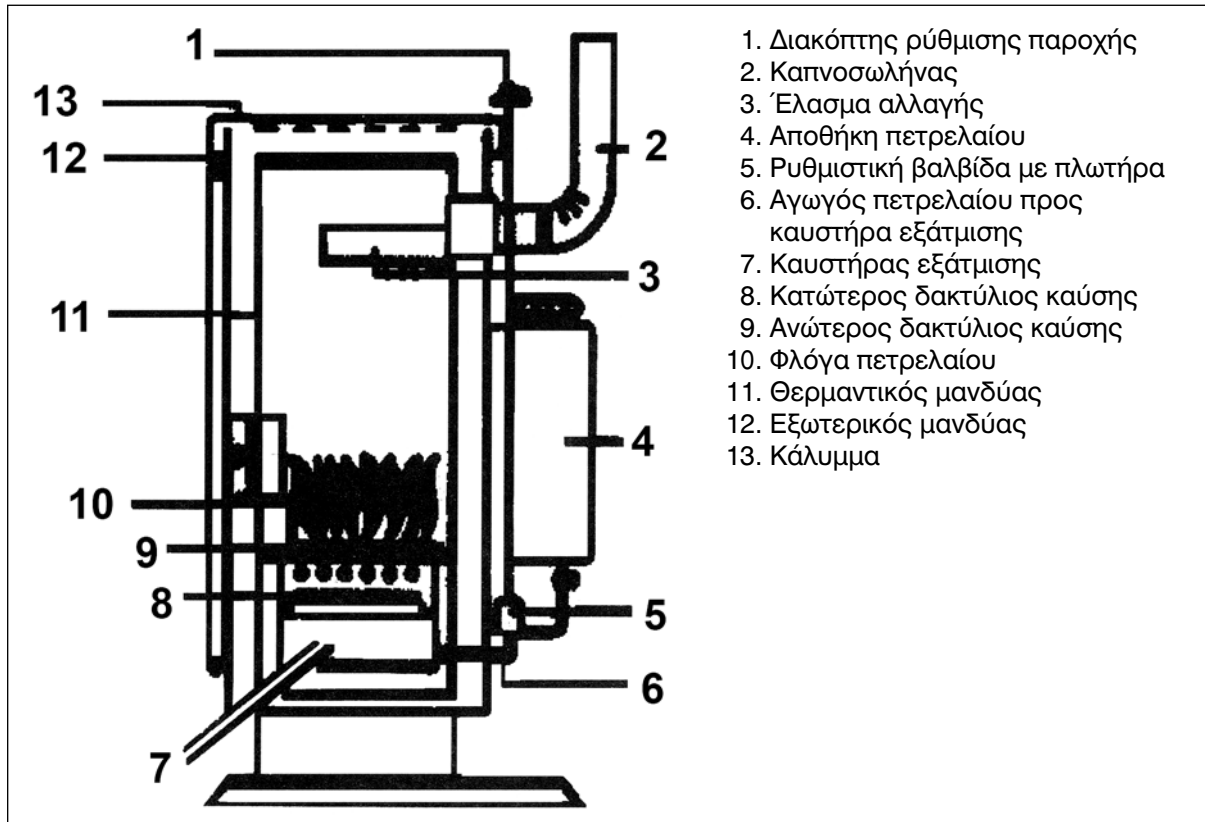 1
13
12
2
3
11
4
10
9
8
5
6
7
1. Διακόπτης ρύθμισης παροχής
2. Καπνοσωλήνας
3. Έλασμα αλλαγής
4. Αποθήκη πετρελαίου
5. Ρυθμιστική βαλβίδα με πλωτήρα
6. Αγωγός πετρελαίου προς
καυστήρα εξάτμισης
7. Καυστήρας εξάτμισης
8. Κατώτερος δακτύλιος καύσης
9. Ανώτερος δακτύλιος καύσης
10. Φλόγα πετρελαίου
11. Θερμαντικός μανδύας
12. Εξωτερικός μανδύας
13. Κάλυμμα